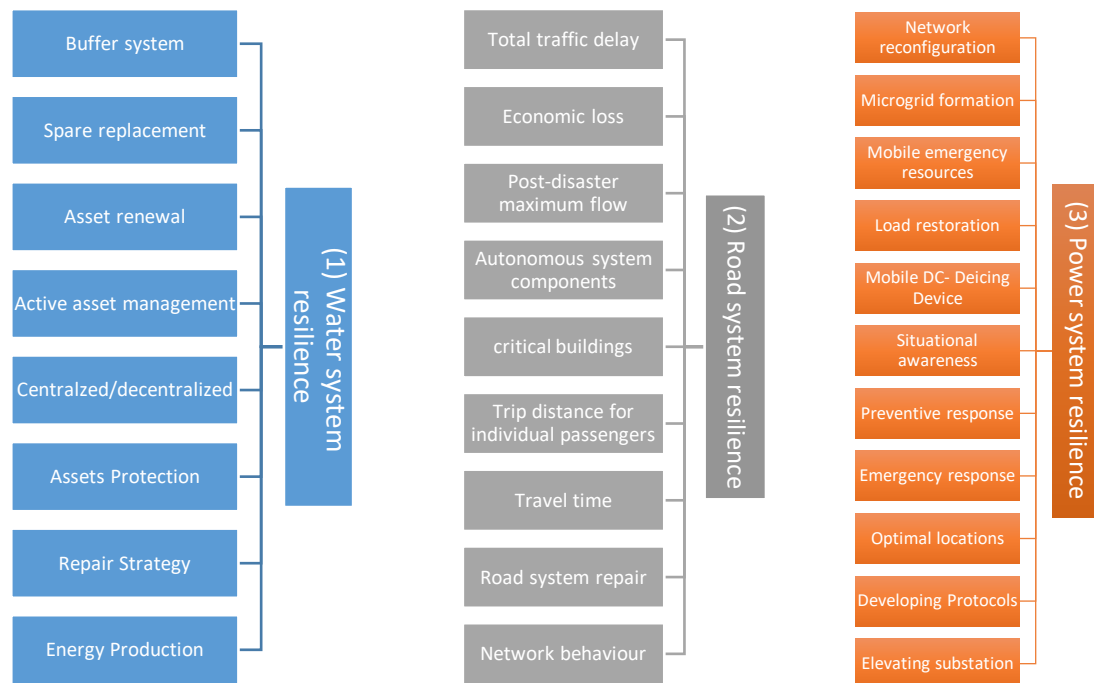 Buffer system
Spare replacement
Asset renewal
Active asset management
Centralzed/decentralized
Assets Protection
Repair Strategy
Energy Production
(1) Water system
resilience
Total traffic delay
Economic loss
Post-disaster
maximum flow
Autonomous system
components
critical buildings
Trip distance for
individual passengers
Travel time
Road system repair
Network behaviour
(2) Road system resilience
Network
reconfiguration
Microgrid formation
Mobile emergency
resources
Load restoration
Mobile DC- Deicing
Device
Situational
awareness
Preventive response
Emergency response
Optimal locations
Developing Protocols
Elevating substation
(3) Power system resilience